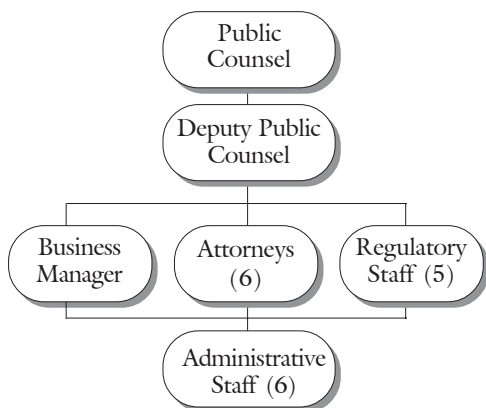 Public
Counsel
Deputy Public
Counsel
Business
Manager
Attorneys
(6)
Regulatory
Staff (5)
Administrative
Staff (6)